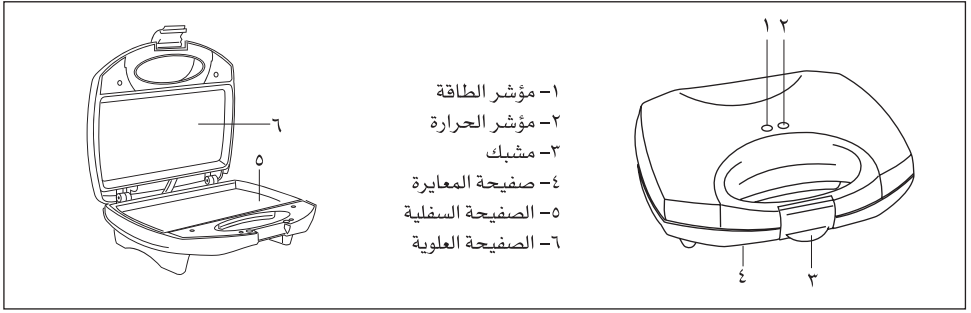 ١ ٢
١- مؤشر الطاقة
٢- مؤشر الحرارة
٣- مشبك
٤- صفيحة المعايرة
٥- الصفيحة السفلية
٦- الصفيحة العلوية
٦
٥
٤
٣